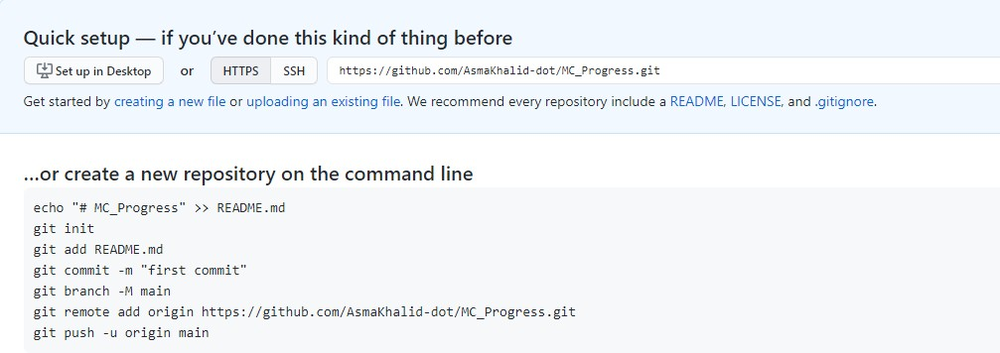 Quick setup — if you’ve done this kind of thing before
Set up in Desktop or HTTPS SSH https://github.com/AsmaKhalid-dot/MC_Progress.git
Get started by creating a new file or uploading an existing file. We recommend every repository include a README, LICENSE, and .gitignore.
…or create a new repository on the command line
echo "# MC_Progress" >> README.md
git init
git add README.md
git commit -m "first commit"
git branch -M main
git remote add origin https://github.com/AsmaKhalid-dot/MC_Progress.git
git push -u origin main